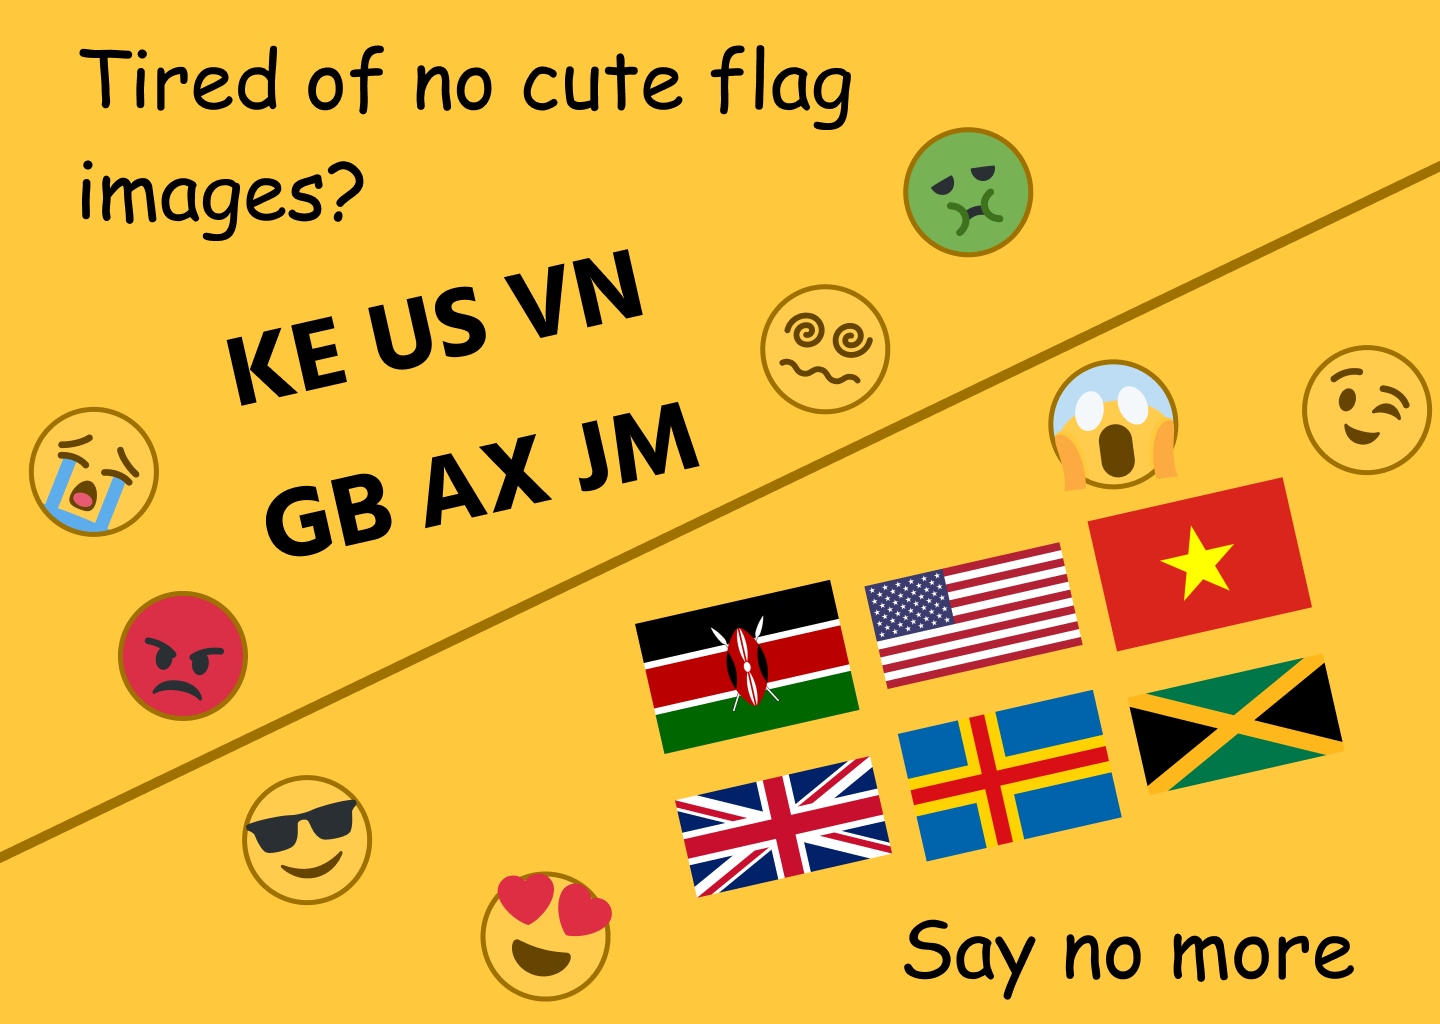 Tired of no cute flag
images?
KE US VN
GB AX JM
Say no more